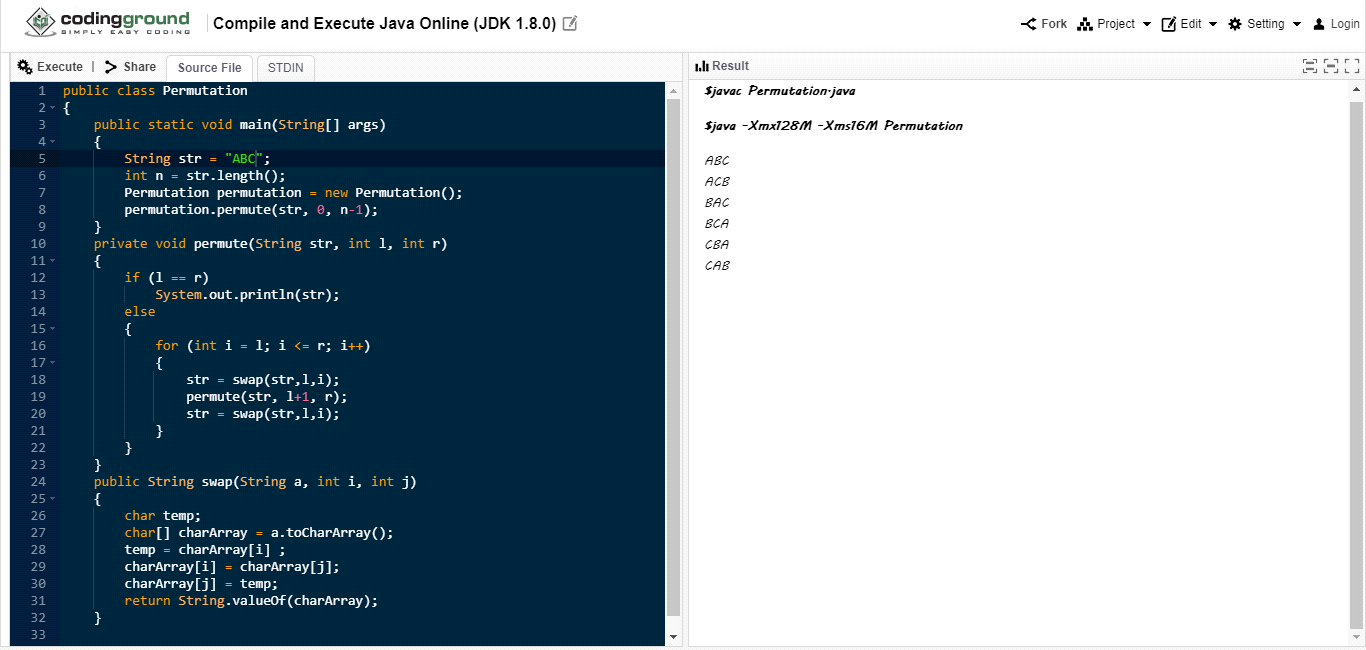 codingground
SIMPLY EASY CODING
Compile and Execute Java Online (JDK 1.8.0)
Fork Project Edit Setting Login
Execute | Share Source File STDIN
1 public class Permutation
2 {
3 public static void main(String[] args)
4 {
5 String str = "ABC";
6 int n = str.length();
7 Permutation permutation = new Permutation();
8 permutation.permute(str, 0, n-1);
9 }
10 private void permute(String str, int l, int r)
11 {
12 if (l == r)
13 System.out.println(str);
14 else
15 {
16 for (int i = l; i <= r; i++)
17 {
18 str = swap(str,l,i);
19 permute(str, l+1, r);
20 str = swap(str,l,i);
21 }
22 }
23 }
24 public String swap(String a, int i, int j)
25 {
26 char temp;
27 char[] charArray = a.toCharArray();
28 temp = charArray[i] ;
29 charArray[i] = charArray[j];
30 charArray[j] = temp;
31 return String.valueOf(charArray);
32 }
33
Result
$javac Permutation.java
$java -Xmx128M -Xms16M Permutation
ABC
ACB
BAC
BCA
CBA
CAB